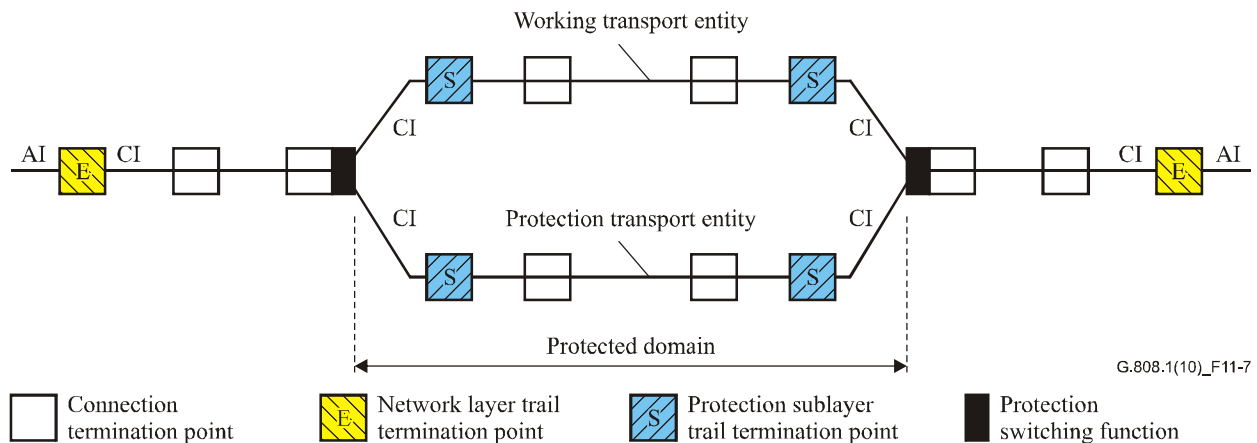 Working transport entity
S
S
CI
CI
AI
E
CI
CI
E
AI
CI
Protection transport entity
CI
S
S
Protected domain
G.808.1(10)_F11-7
Connection
termination point
E
Network layer trail
termination point
S
Protection sublayer
trail termination point
Protection
switching function